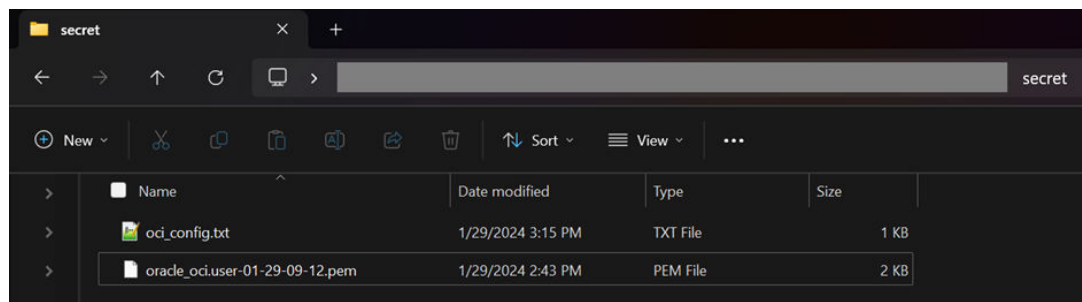 secret
secret
New Sort View
Name Date modified Type Size
oci_config.txt 1/29/2024 3:15 PM TXT File 1 KB
oracle_oci.user-01-29-09-12.pem 1/29/2024 2:43 PM PEM File 2 KB